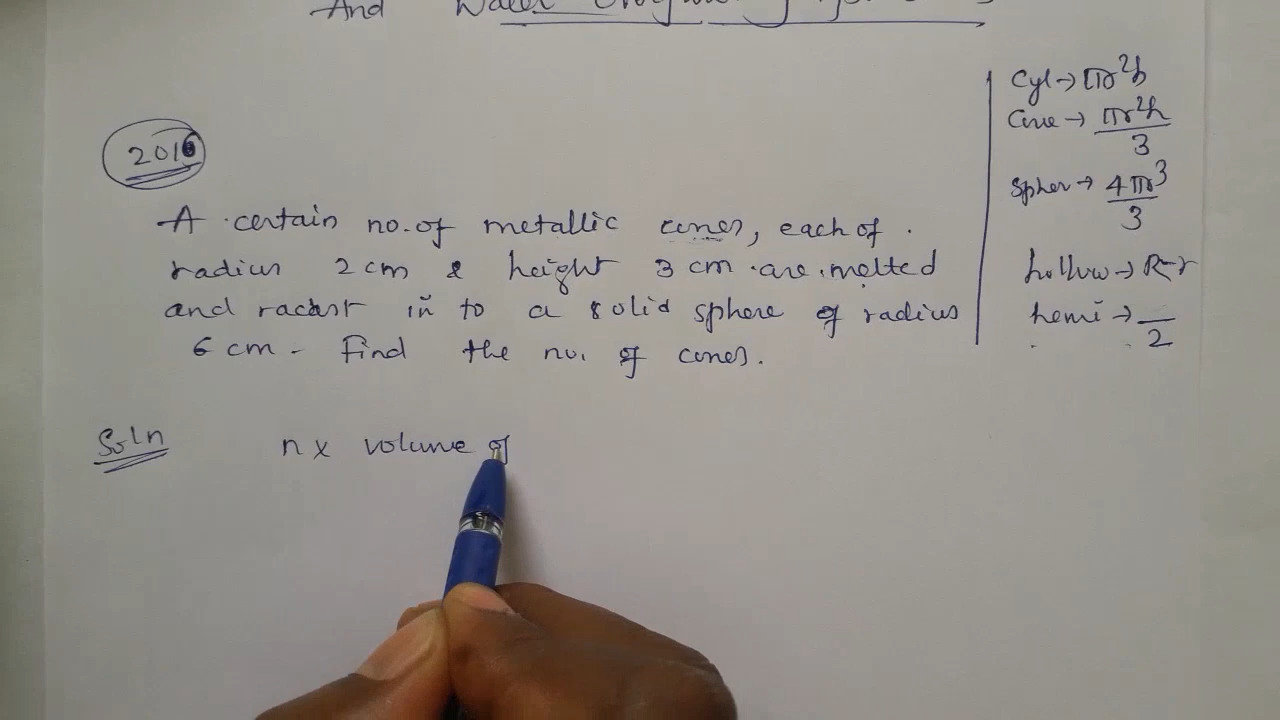 And Water
2016
A certain no. of metallic cones, each of
radius 2 cm & height 3 cm are melted
and racast in to a solid sphere of radius
6 cm. Find the no. of cones.
Soln n x volume of
Cyl → πr²h
Cone → πr²h/3
Spher → 4πr³/3
hollow → R-r
hemi → —/2